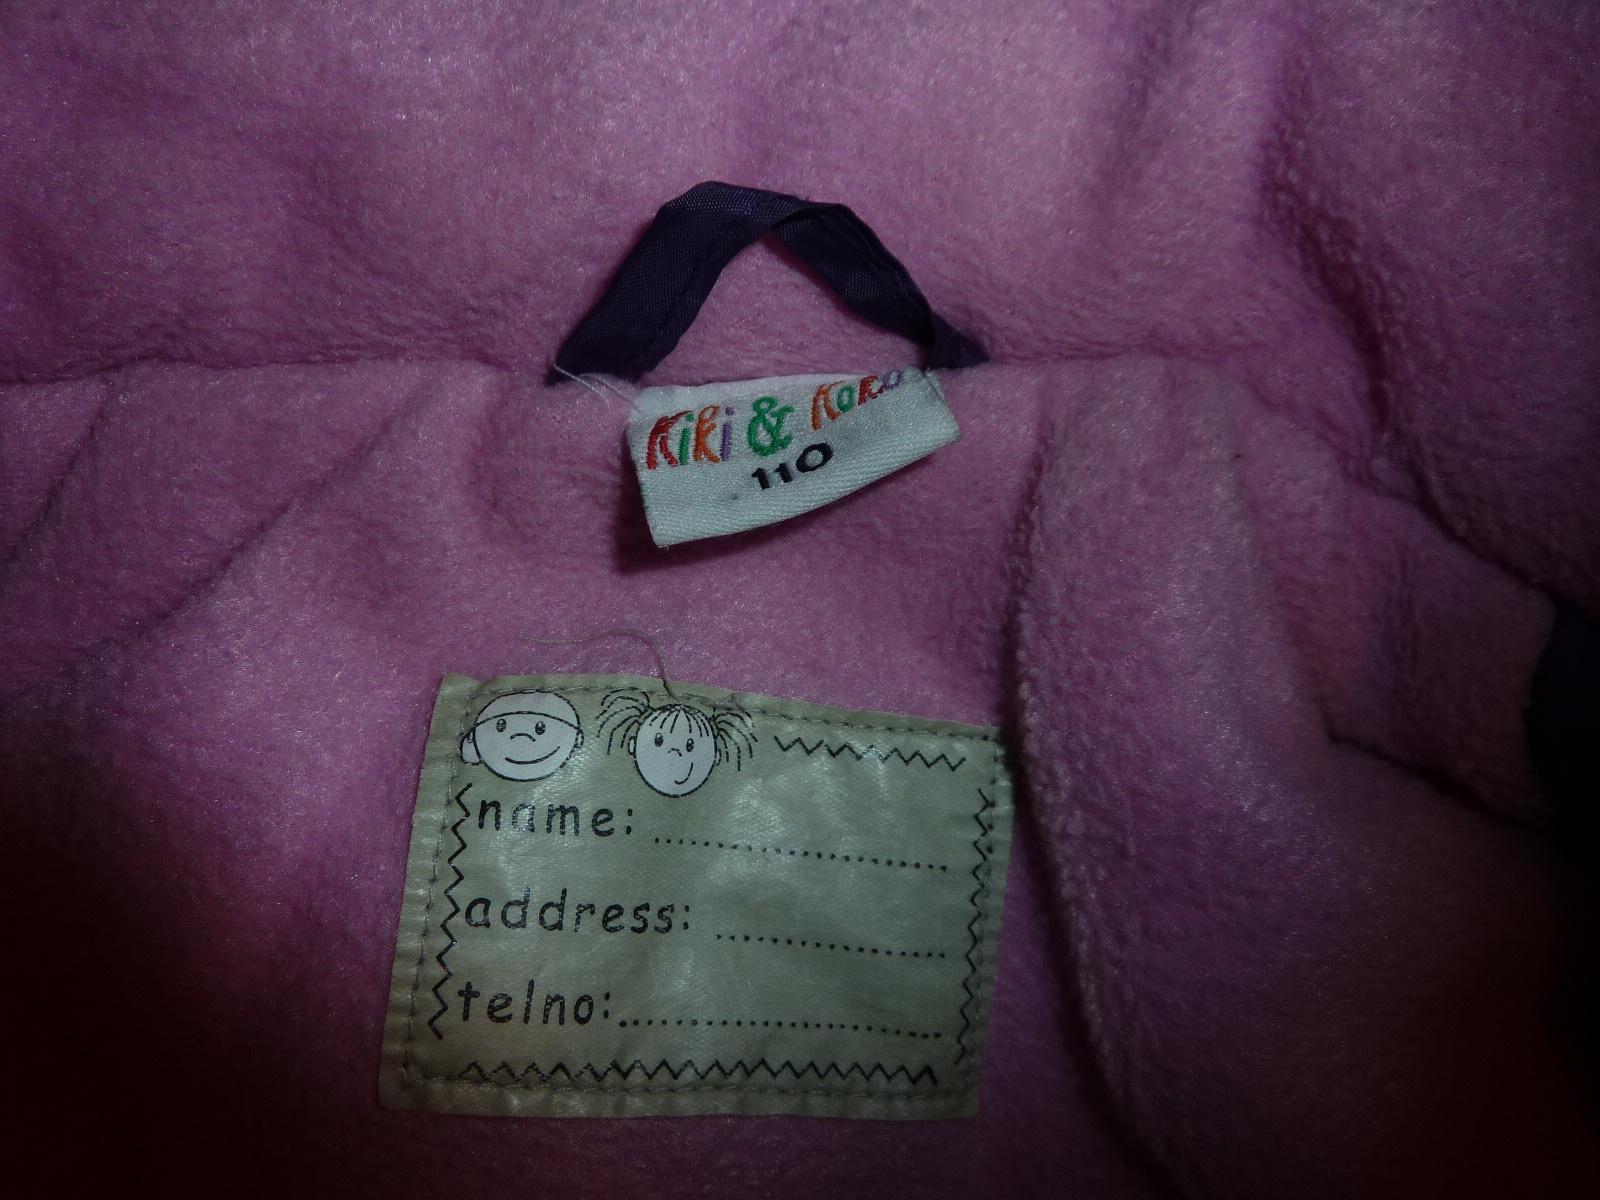 Kiki & Koko
110
name: ........................
address: ...................
telno:...........................